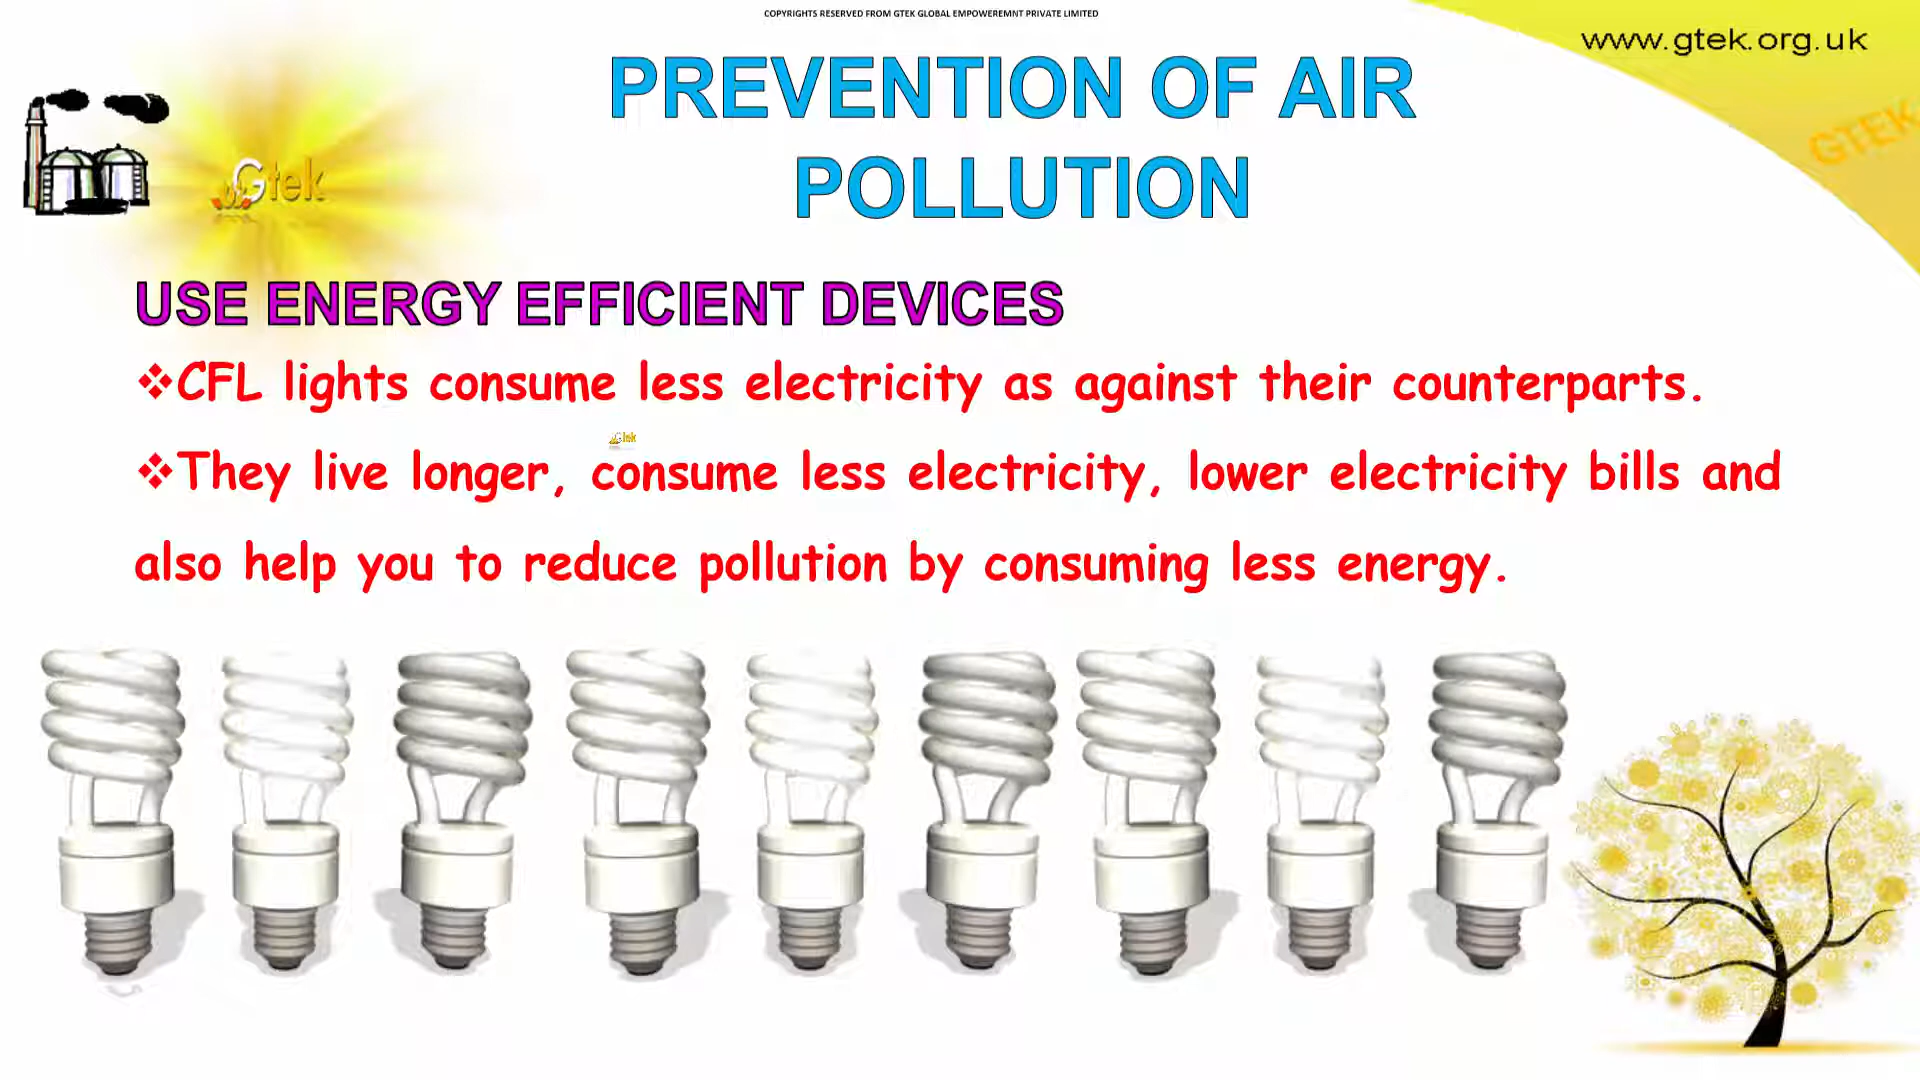 COPYRIGHTS RESERVED FROM GTEK GLOBAL EMPOWEREMNT PRIVATE LIMITED
www.gtek.org.uk
GTEK
PREVENTION OF AIR
POLLUTION
Gtek
USE ENERGY EFFICIENT DEVICES
❖CFL lights consume less electricity as against their counterparts.
Gtek
❖They live longer, consume less electricity, lower electricity bills and
also help you to reduce pollution by consuming less energy.